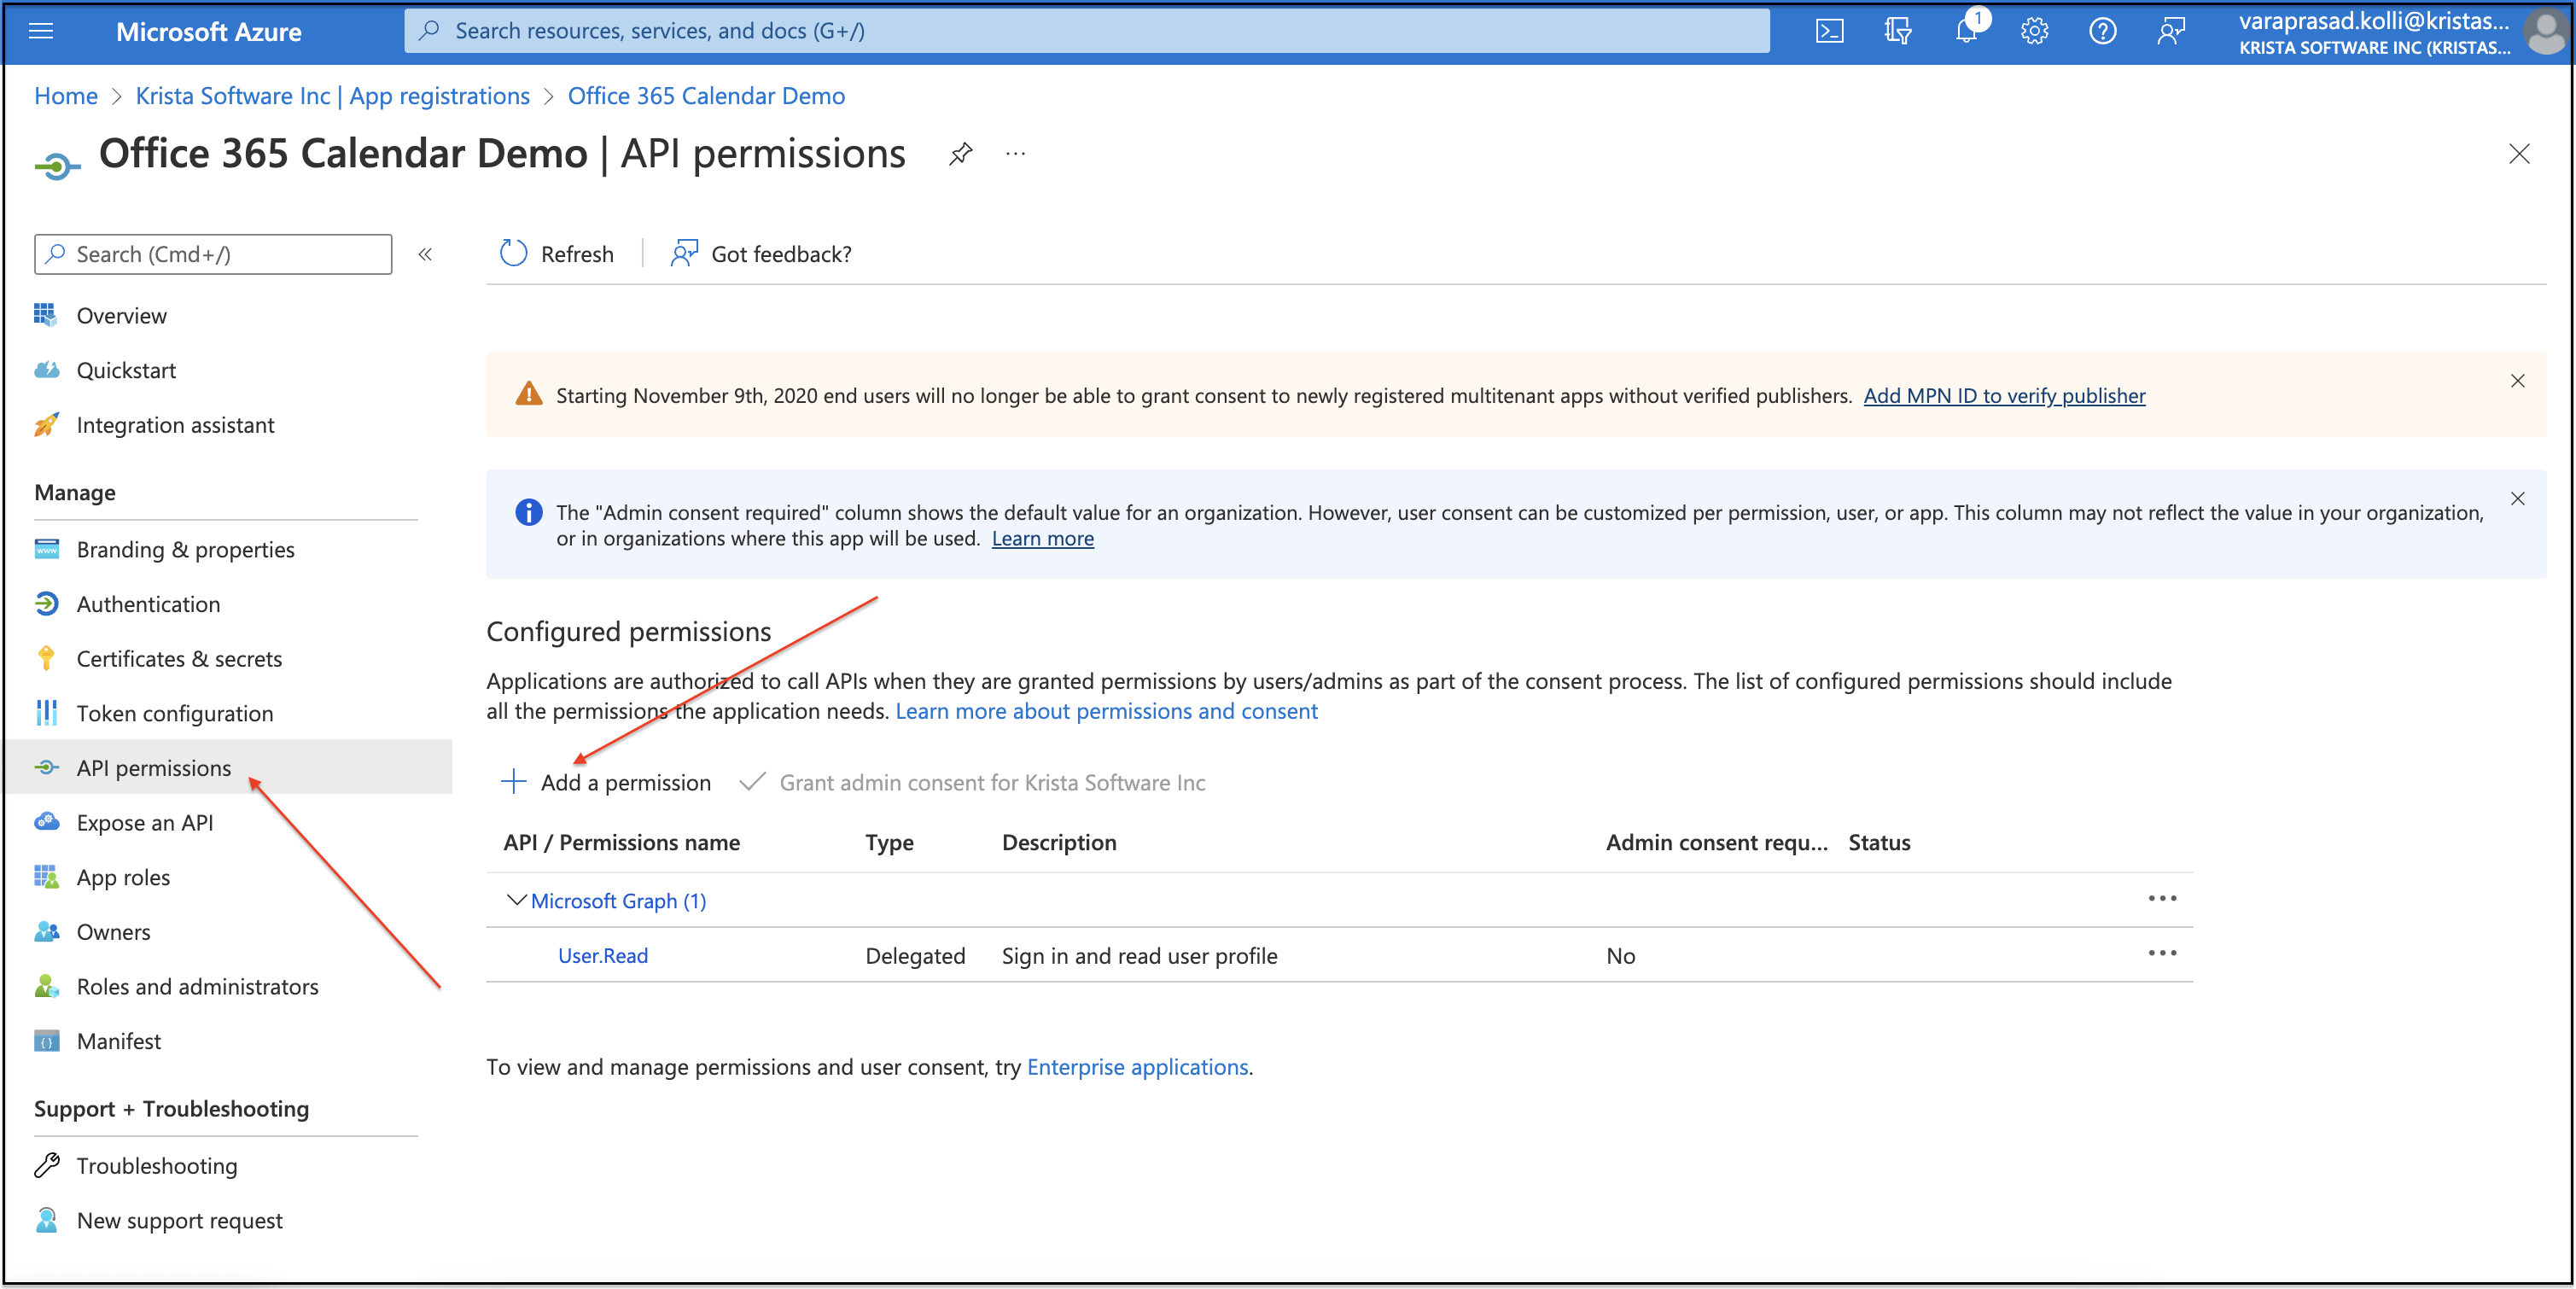 Microsoft Azure
Search resources, services, and docs (G+/)
1
varaprasad.kolli@kristas...
KRISTA SOFTWARE INC (KRISTAS...
Home > Krista Software Inc | App registrations > Office 365 Calendar Demo
Office 365 Calendar Demo | API permissions
Search (Cmd+/)
Refresh
Got feedback?
Overview
Quickstart
Integration assistant
Manage
Branding & properties
Authentication
Certificates & secrets
Token configuration
API permissions
Expose an API
App roles
Owners
Roles and administrators
Manifest
Support + Troubleshooting
Troubleshooting
New support request
Starting November 9th, 2020 end users will no longer be able to grant consent to newly registered multitenant apps without verified publishers. Add MPN ID to verify publisher
The "Admin consent required" column shows the default value for an organization. However, user consent can be customized per permission, user, or app. This column may not reflect the value in your organization,
or in organizations where this app will be used. Learn more
Configured permissions
Applications are authorized to call APIs when they are granted permissions by users/admins as part of the consent process. The list of configured permissions should include
all the permissions the application needs. Learn more about permissions and consent
Add a permission
Grant admin consent for Krista Software Inc
API / Permissions name Type Description Admin consent requ... Status
Microsoft Graph (1)
User.Read Delegated Sign in and read user profile No
To view and manage permissions and user consent, try Enterprise applications.